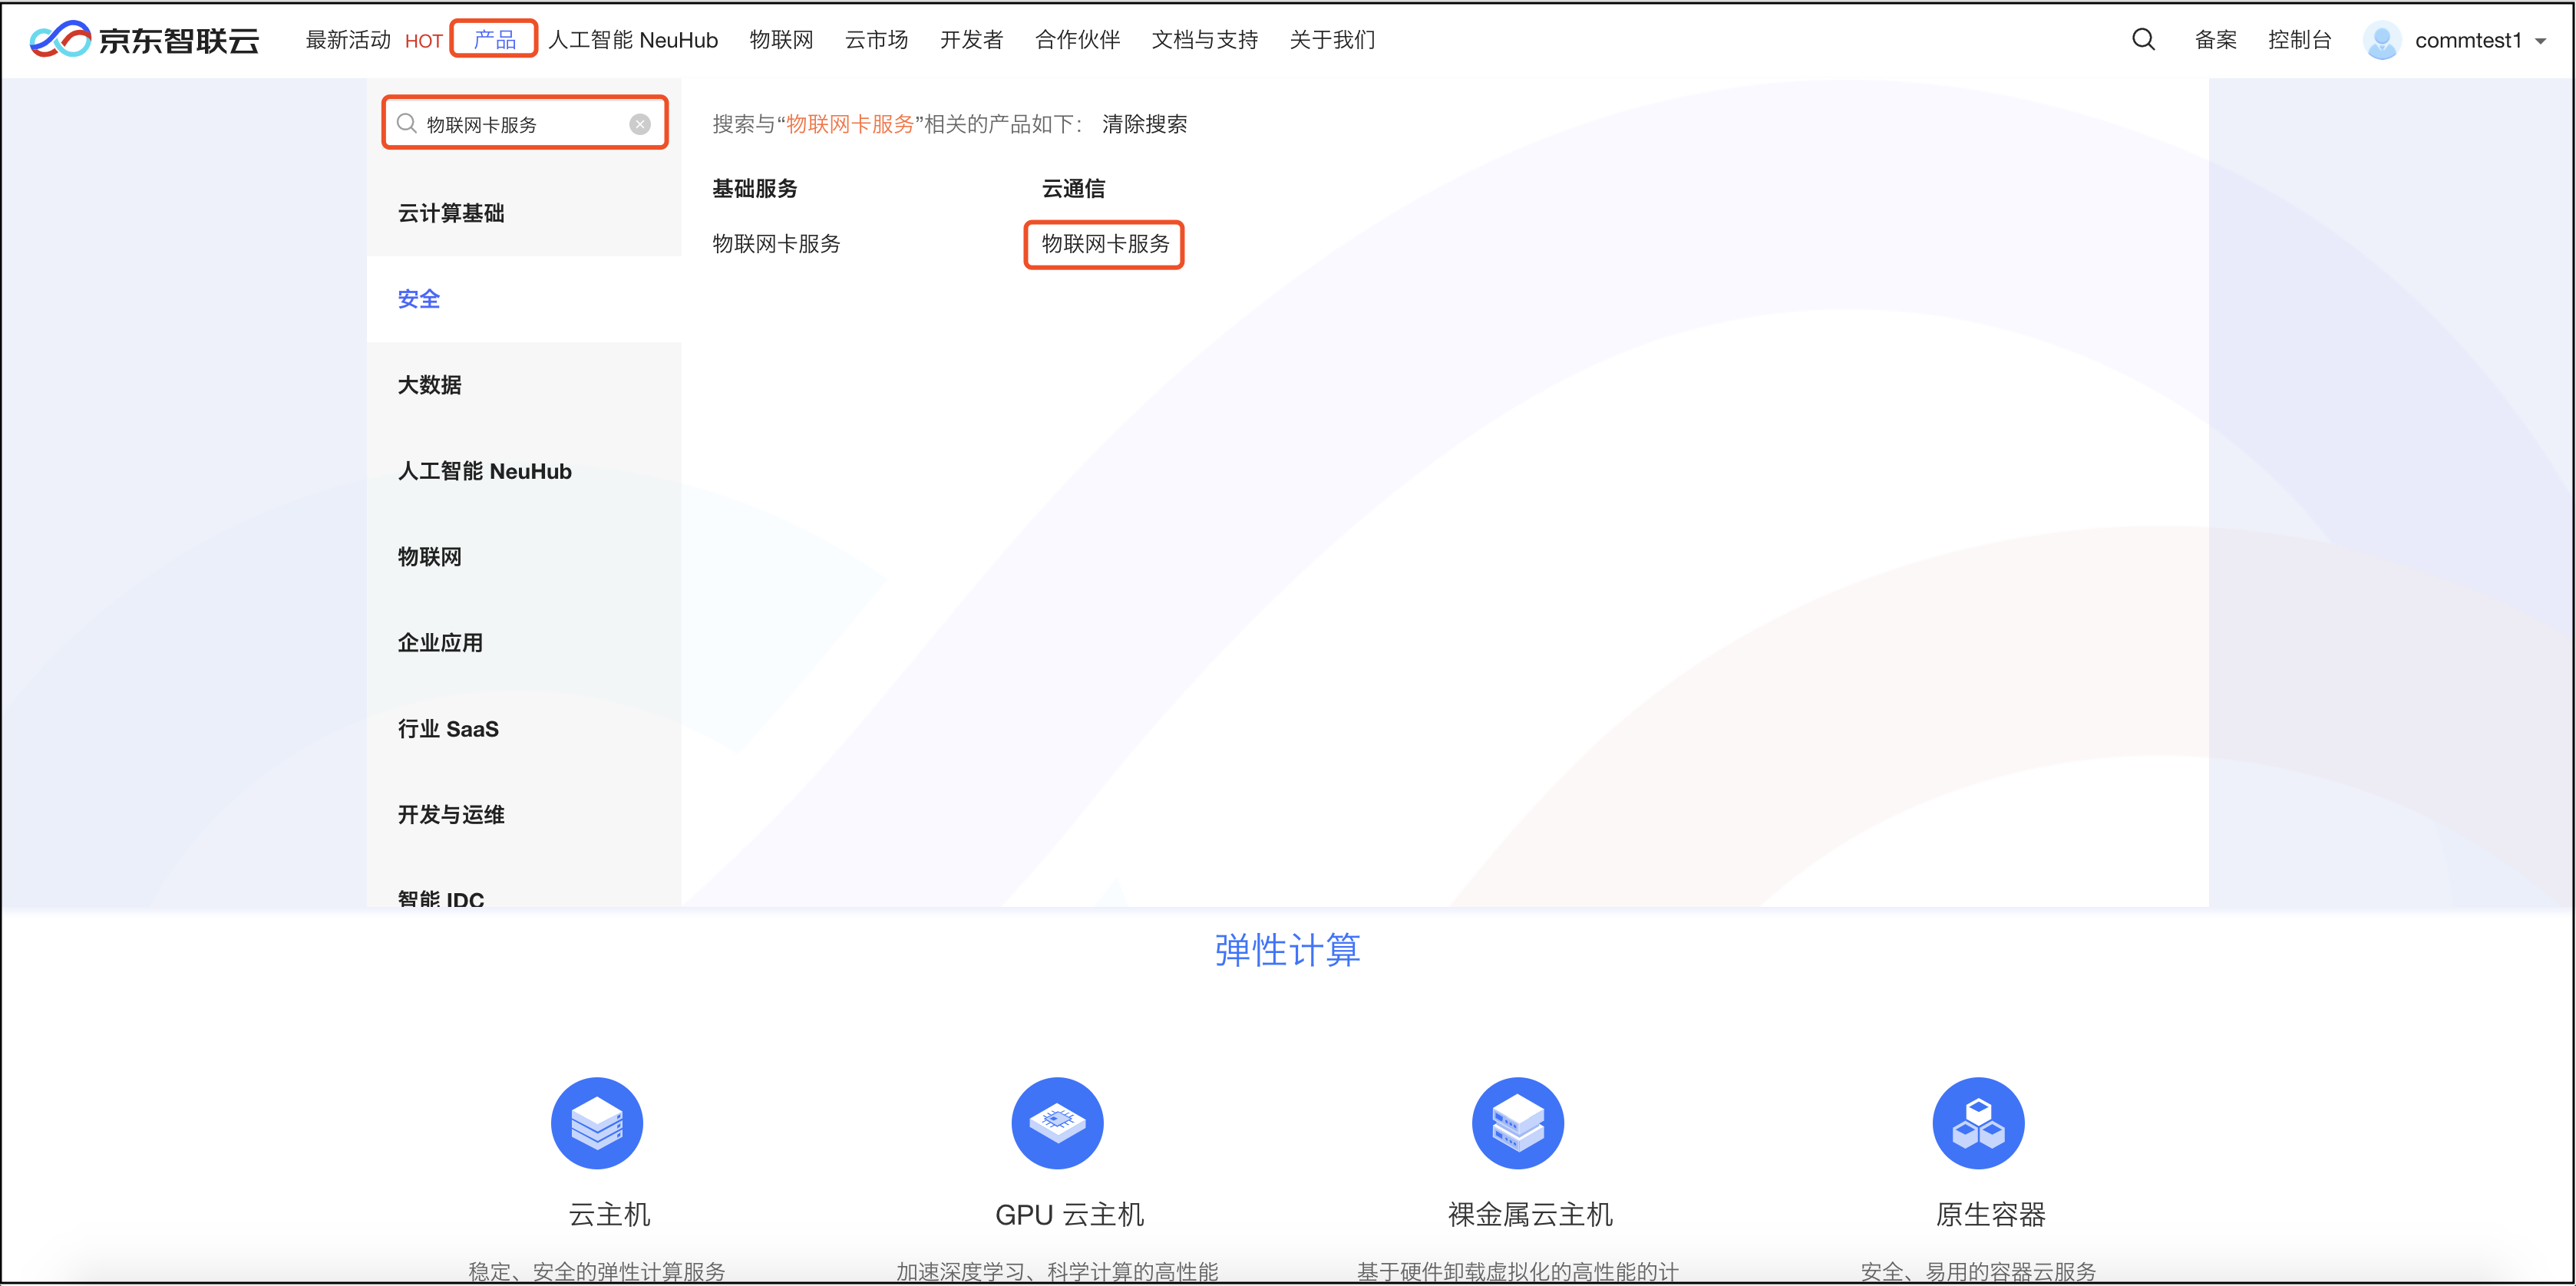 京东智联云 最新活动 HOT 产品 人工智能 NeuHub 物联网 云市场 开发者 合作伙伴 文档与支持 关于我们 备案 控制台 commtest1
物联网卡服务
搜索与“物联网卡服务”相关的产品如下： 清除搜索
云计算基础
安全
大数据
人工智能 NeuHub
物联网
企业应用
行业 SaaS
开发与运维
智能 IDC
基础服务
物联网卡服务
云通信
物联网卡服务
弹性计算
云主机
稳定、安全的弹性计算服务
GPU 云主机
加速深度学习、科学计算的高性能
裸金属云主机
基于硬件卸载虚拟化的高性能的计
原生容器
安全、易用的容器云服务